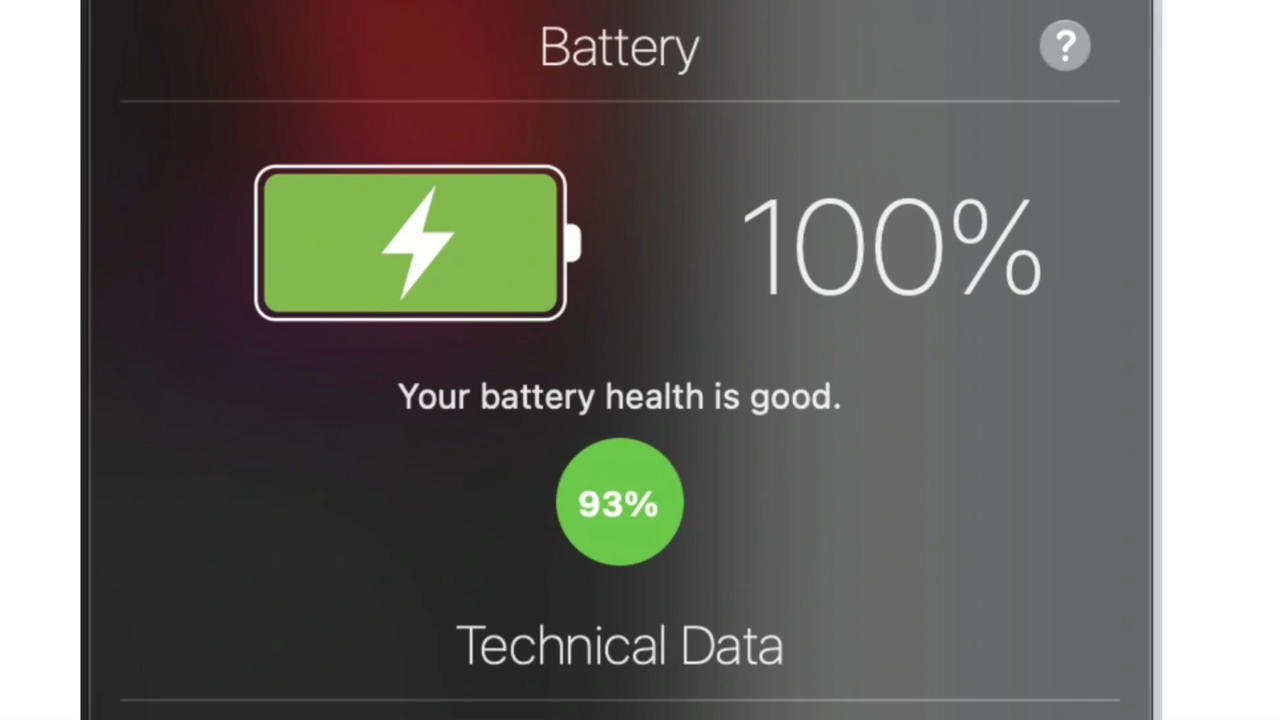 Battery
?
100%
Your battery health is good.
93%
Technical Data